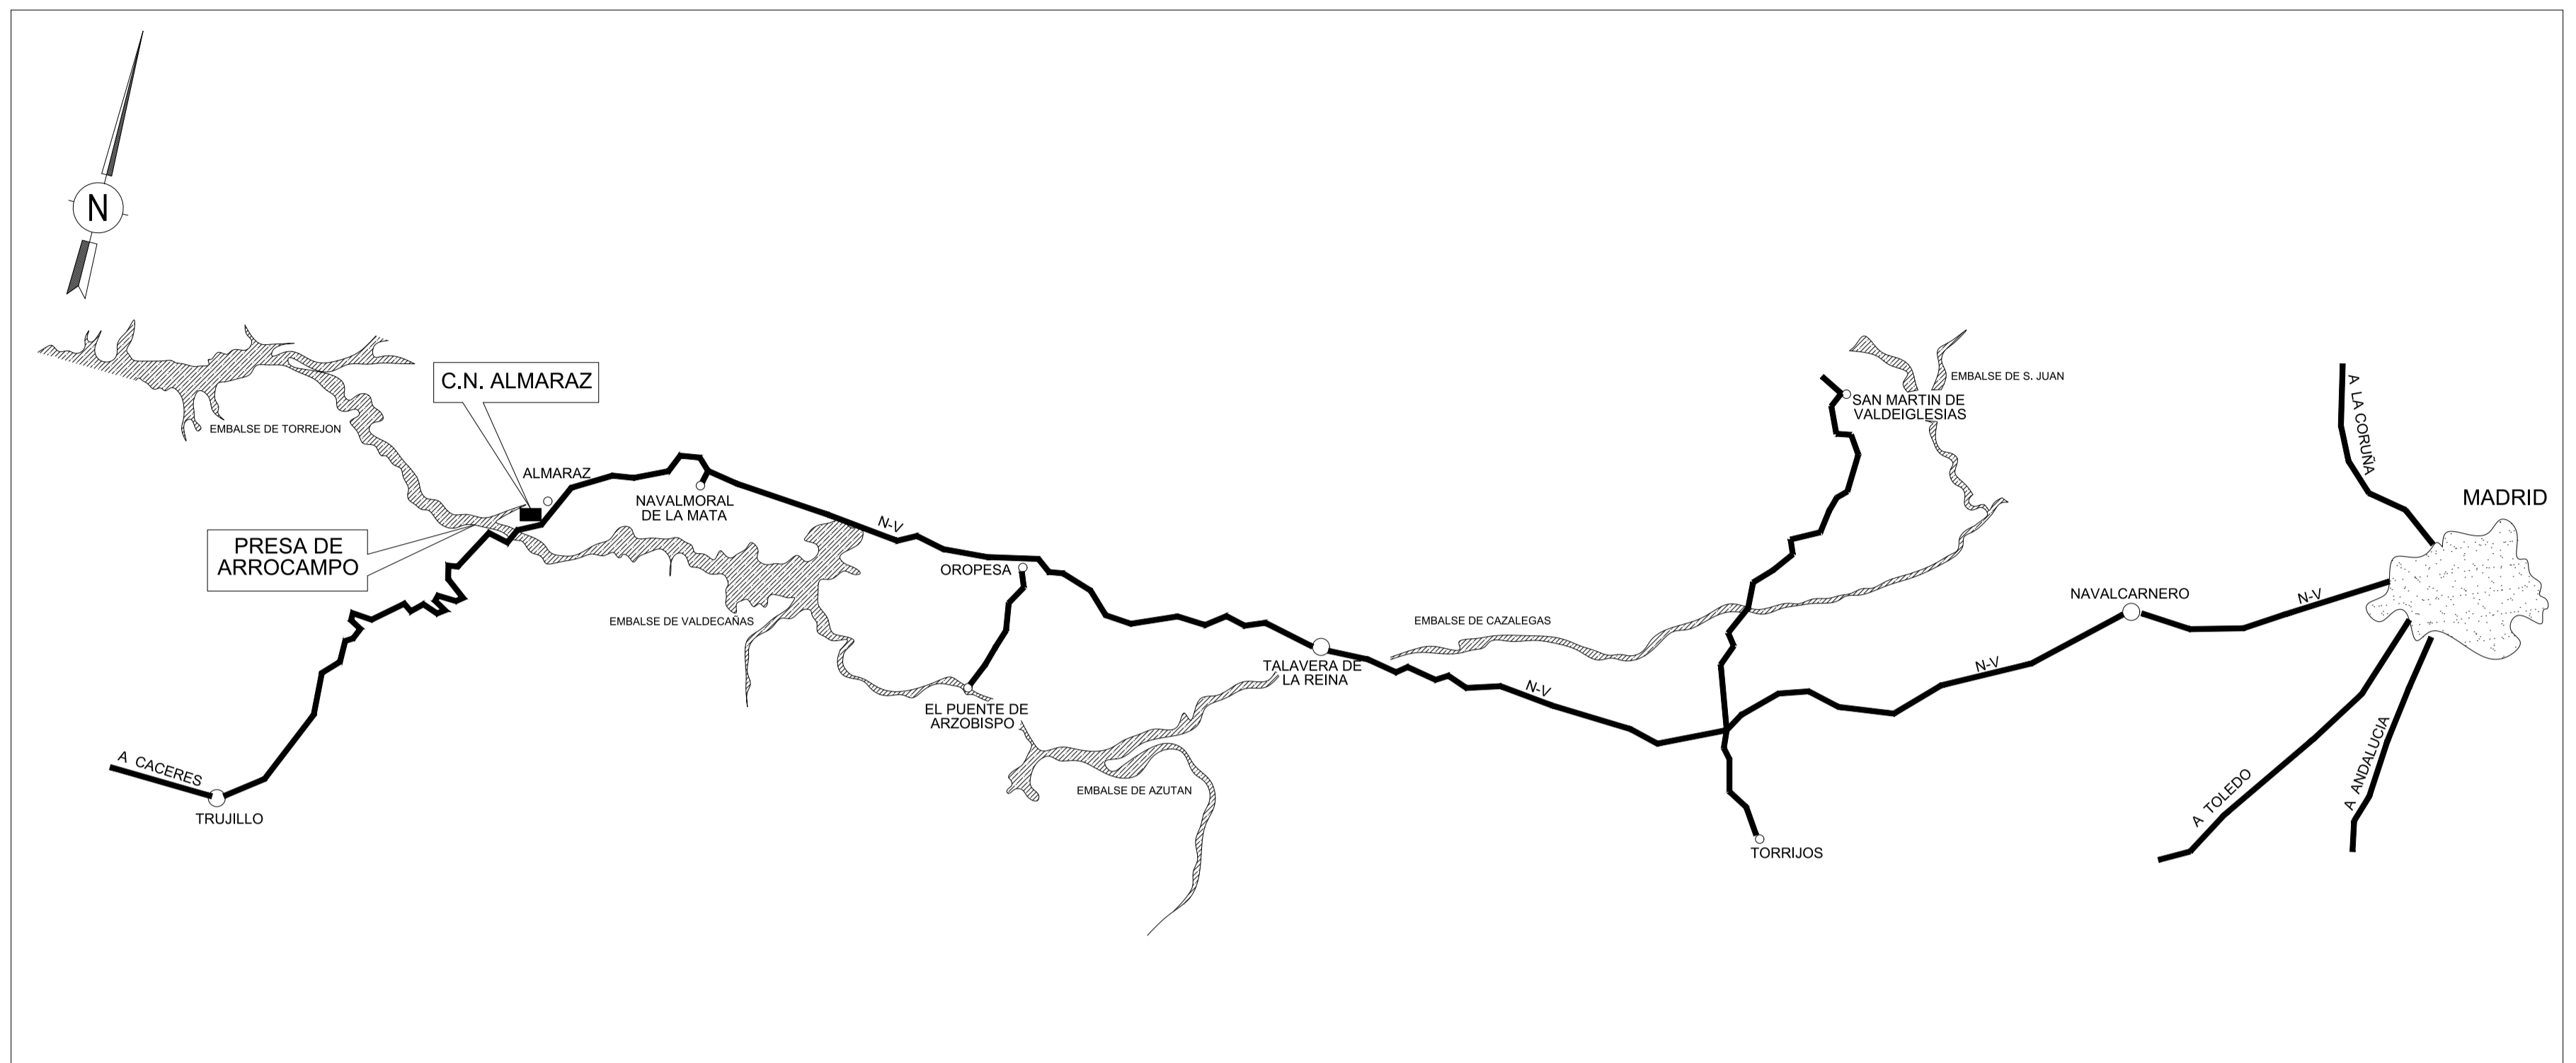 N
C.N. ALMARAZ
EMBALSE DE TORREJON
ALMARAZ
NAVALMORAL
DE LA MATA
PRESA DE
ARROCAMPO
N-V
OROPESA
EMBALSE DE VALDECAÑAS
EL PUENTE DE
ARZOBISPO
EMBALSE DE AZUTAN
A CACERES
TRUJILLO
TALAVERA DE
LA REINA
EMBALSE DE CAZALEGAS
N-V
EMBALSE DE S. JUAN
SAN MARTIN DE
VALDEIGLESIAS
TORRIJOS
N-V
NAVALCARNERO
N-V
A LA CORUÑA
MADRID
A TOLEDO
A ANDALUCIA